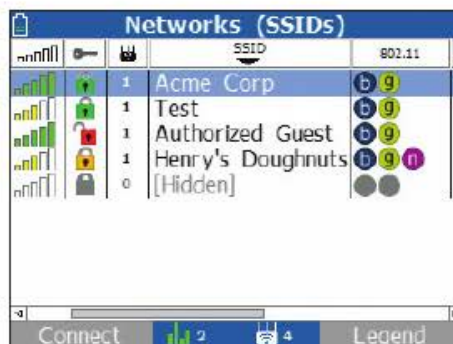 Networks (SSIDs)
SSID 802.11
1 Acme Corp b g
1 Test b g
1 Authorized Guest b g
1 Henry's Doughnuts b g n
0 [Hidden]
Connect 2 4 Legend